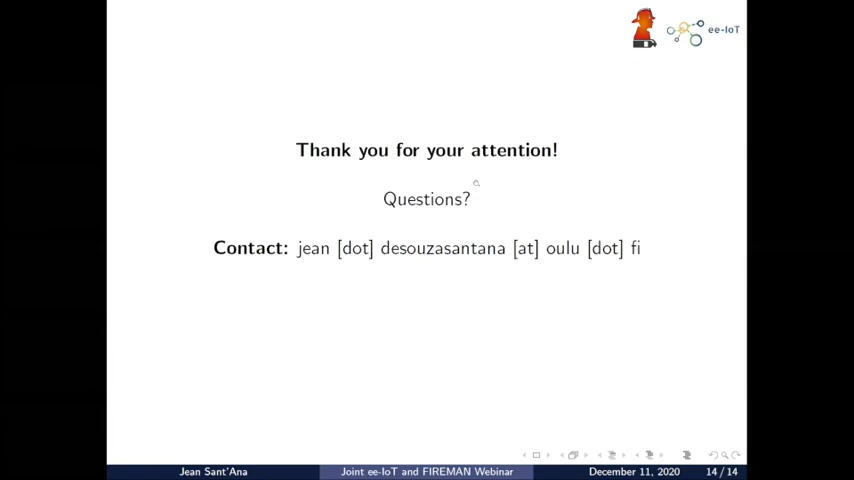 ee-IoT
Thank you for your attention!
Questions?
Contact: jean [dot] desouzasantana [at] oulu [dot] fi
Jean Sant'Ana Joint ee-IoT and FIREMAN Webinar December 11, 2020 14 / 14